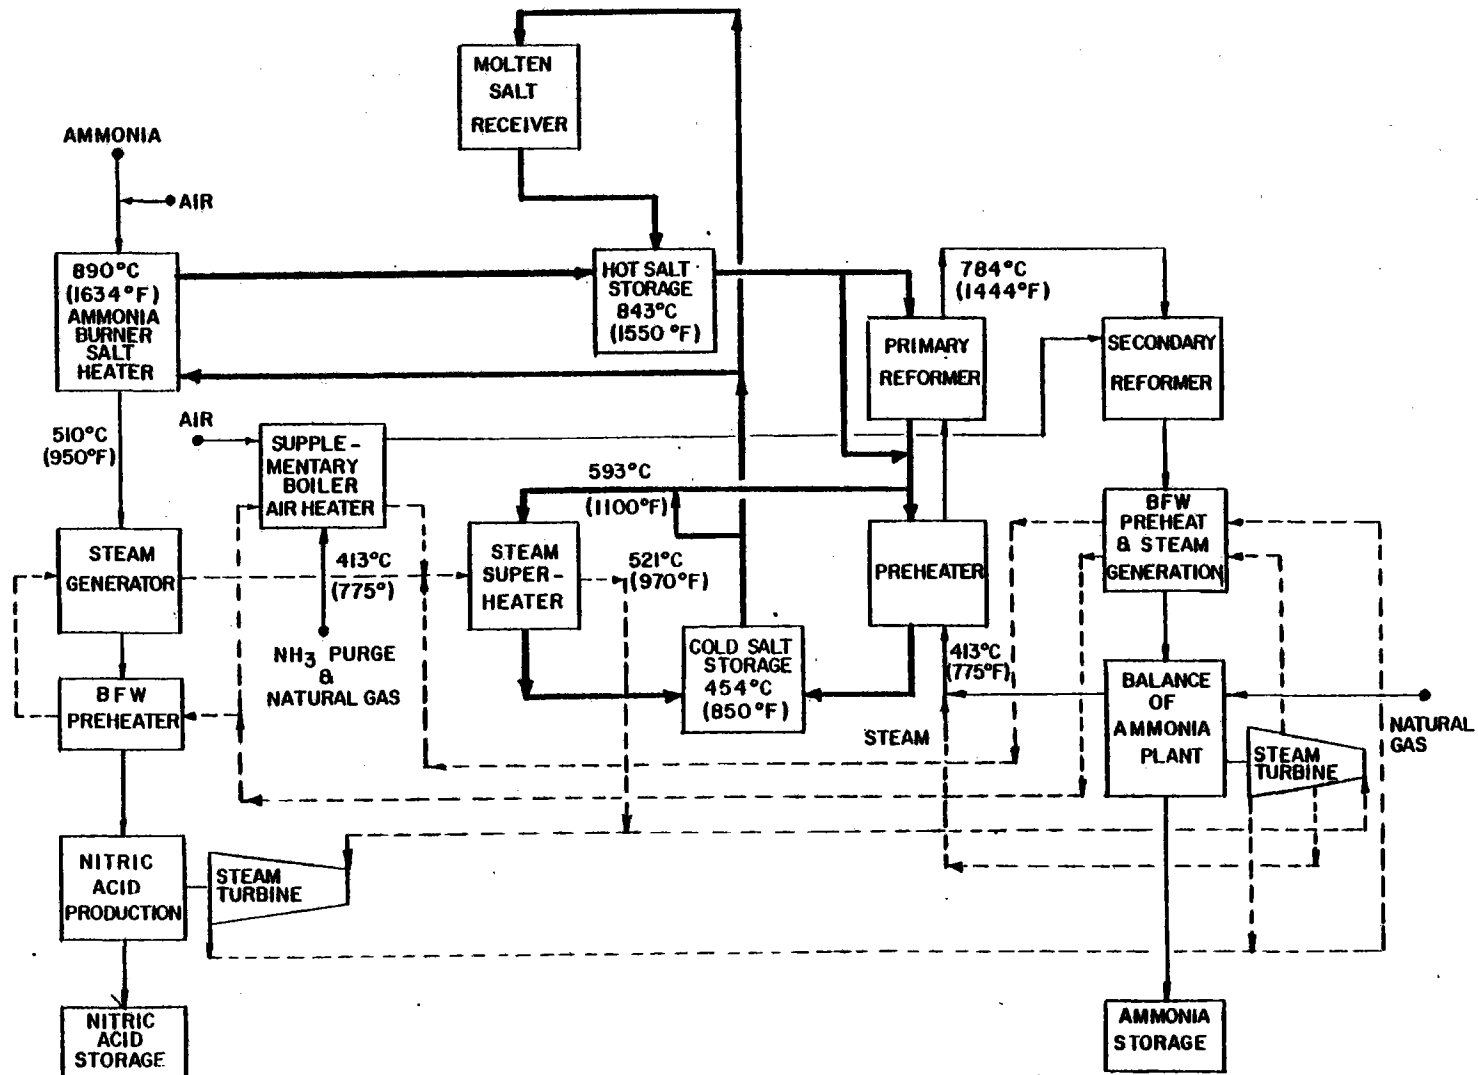 MOLTEN
SALT
RECEIVER
AMMONIA
AIR
890°C
(1634°F)
AMMONIA
BURNER
SALT
HEATER
HOT SALT
STORAGE
843°C
(1550°F)
784°C
(1444°F)
PRIMARY
REFORMER
SECONDARY
REFORMER
510°C
(950°F)
AIR
SUPPLE-
MENTARY
BOILER
AIR HEATER
593°C
(1100°F)
STEAM
GENERATOR
413°C
(775°)
STEAM
SUPER-
HEATER
521°C
(970°F)
PREHEATER
BFW
PREHEAT
& STEAM
GENERATION
NH3 PURGE
&
NATURAL GAS
COLD SALT
STORAGE
454°C
(850°F)
413°C
(775°F)
STEAM
BFW
PREHEATER
BALANCE
OF
AMMONIA
PLANT
STEAM
TURBINE
NATURAL
GAS
NITRIC
ACID
PRODUCTION
STEAM
TURBINE
NITRIC
ACID
STORAGE
AMMONIA
STORAGE